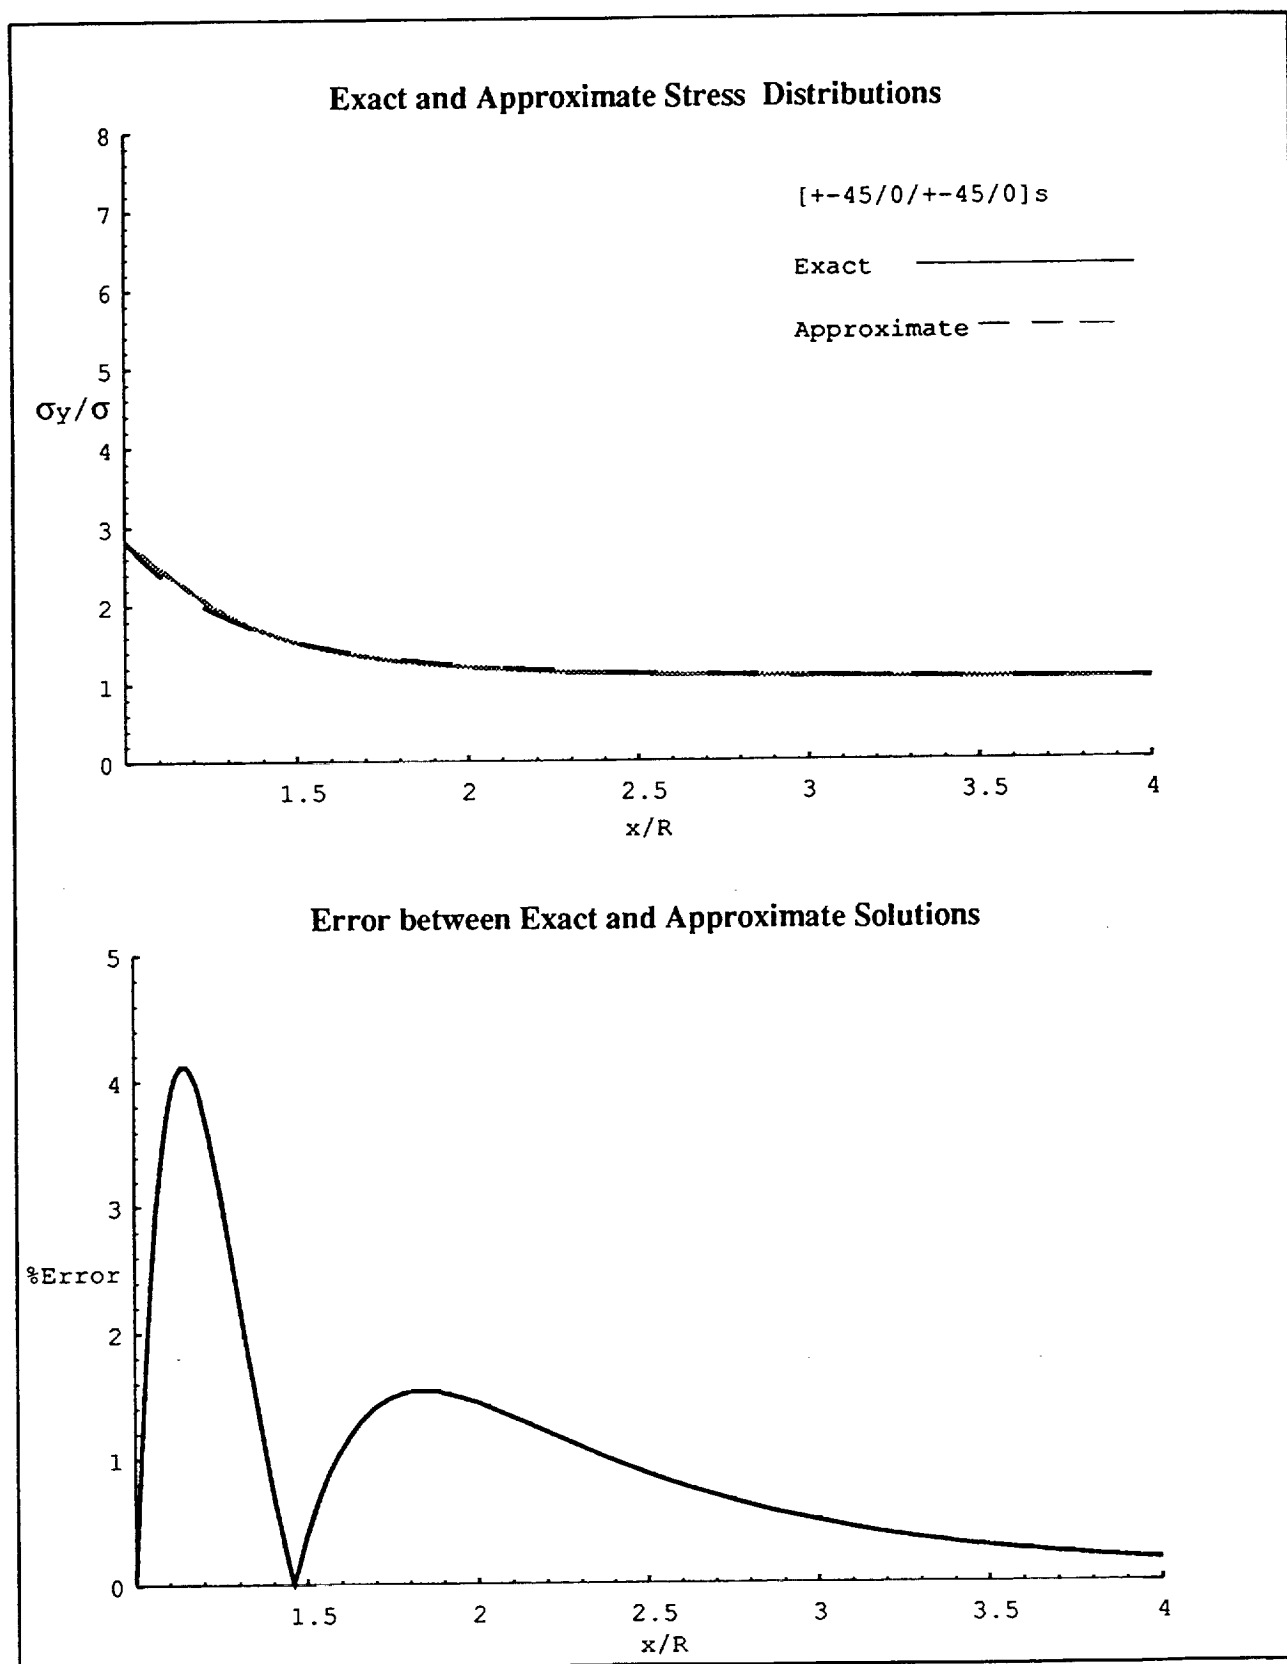 Exact and Approximate Stress Distributions
8
[+-45/0/+-45/0]s
7
Exact
6
Approximate
5
σy/σ
4
3
2
1
0
1.5 2 2.5 3 3.5 4
x/R
Error between Exact and Approximate Solutions
5
4
3
%Error
2
1
0
1.5 2 2.5 3 3.5 4
x/R